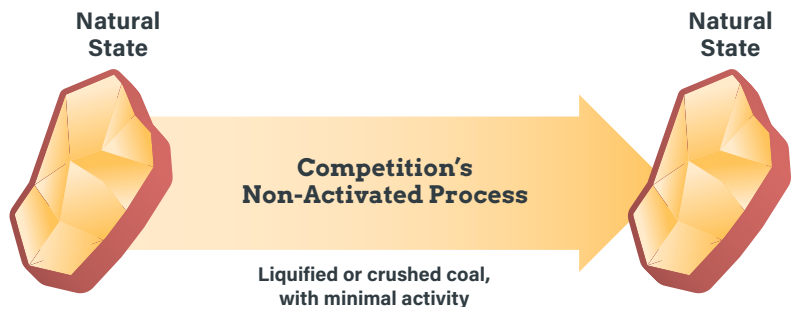 Natural
State
Natural
State
Competition’s
Non-Activated Process
Liquified or crushed coal,
with minimal activity